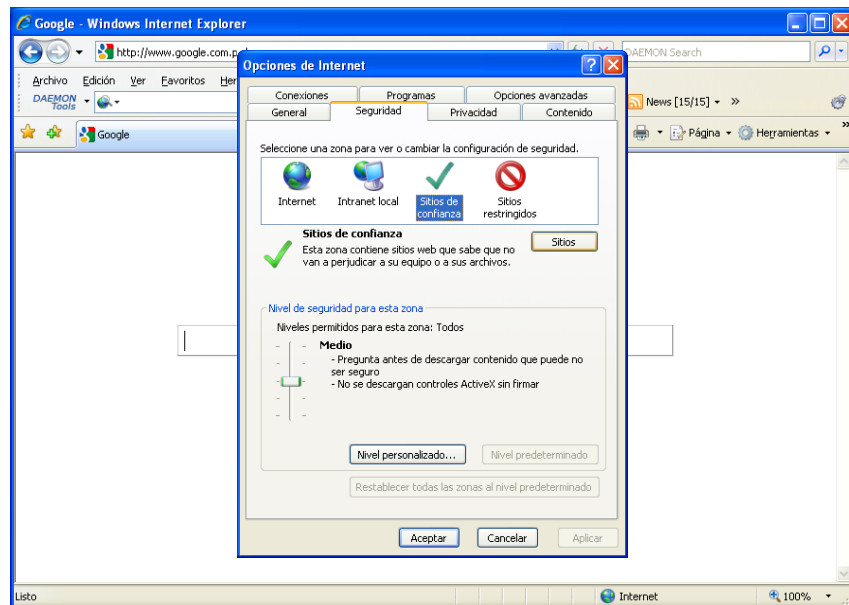 Google - Windows Internet Explorer
http://www.google.com.p
DAEMON Search
Archivo Edición Ver Favoritos Her
DAEMON Tools
News [15/15] »
Google
Página Herramientas »
Opciones de Internet
Conexiones Programas Opciones avanzadas
General Seguridad Privacidad Contenido
Seleccione una zona para ver o cambiar la configuración de seguridad.
Internet Intranet local Sitios de confianza Sitios restringidos
Sitios de confianza
Esta zona contiene sitios web que sabe que no
van a perjudicar a su equipo o a sus archivos.
Sitios
Nivel de seguridad para esta zona
Niveles permitidos para esta zona: Todos
Medio
- Pregunta antes de descargar contenido que puede no
ser seguro
- No se descargan controles ActiveX sin firmar
Nivel personalizado... Nivel predeterminado
Restablecer todas las zonas al nivel predeterminado
Aceptar Cancelar Aplicar
Listo Internet 100%